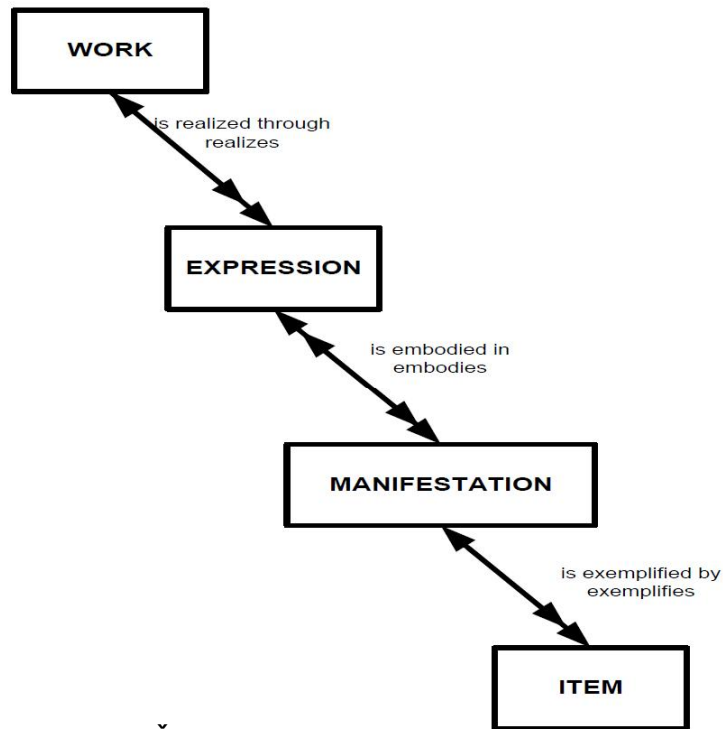 WORK
is realized through
realizes
EXPRESSION
is embodied in
embodies
MANIFESTATION
is exemplified by
exemplifies
ITEM